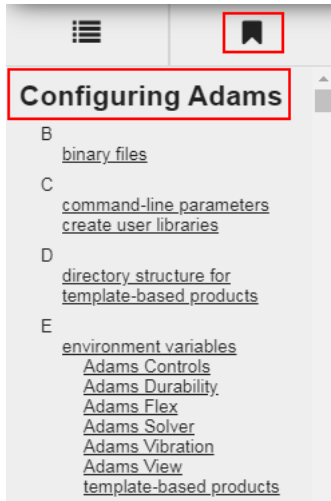 Configuring Adams
B
binary files
C
command-line parameters
create user libraries
D
directory structure for
template-based products
E
environment variables
Adams Controls
Adams Durability
Adams Flex
Adams Solver
Adams Vibration
Adams View
template-based products